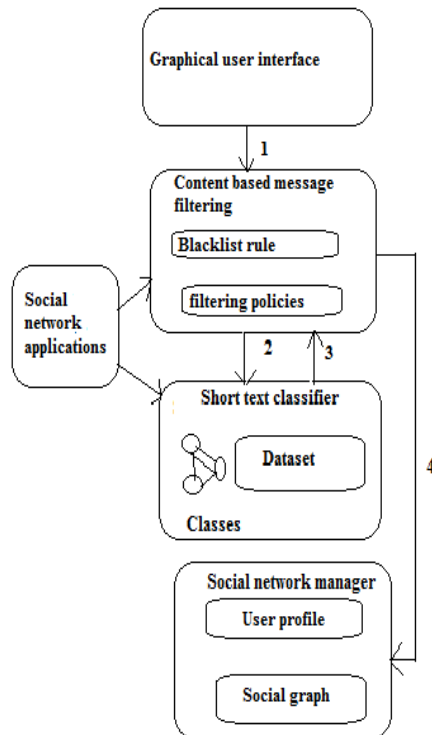 Graphical user interface
1
Content based message
filtering
Blacklist rule
filtering policies
Social
network
applications
2
3
Short text classifier
Dataset
Classes
4
Social network manager
User profile
Social graph